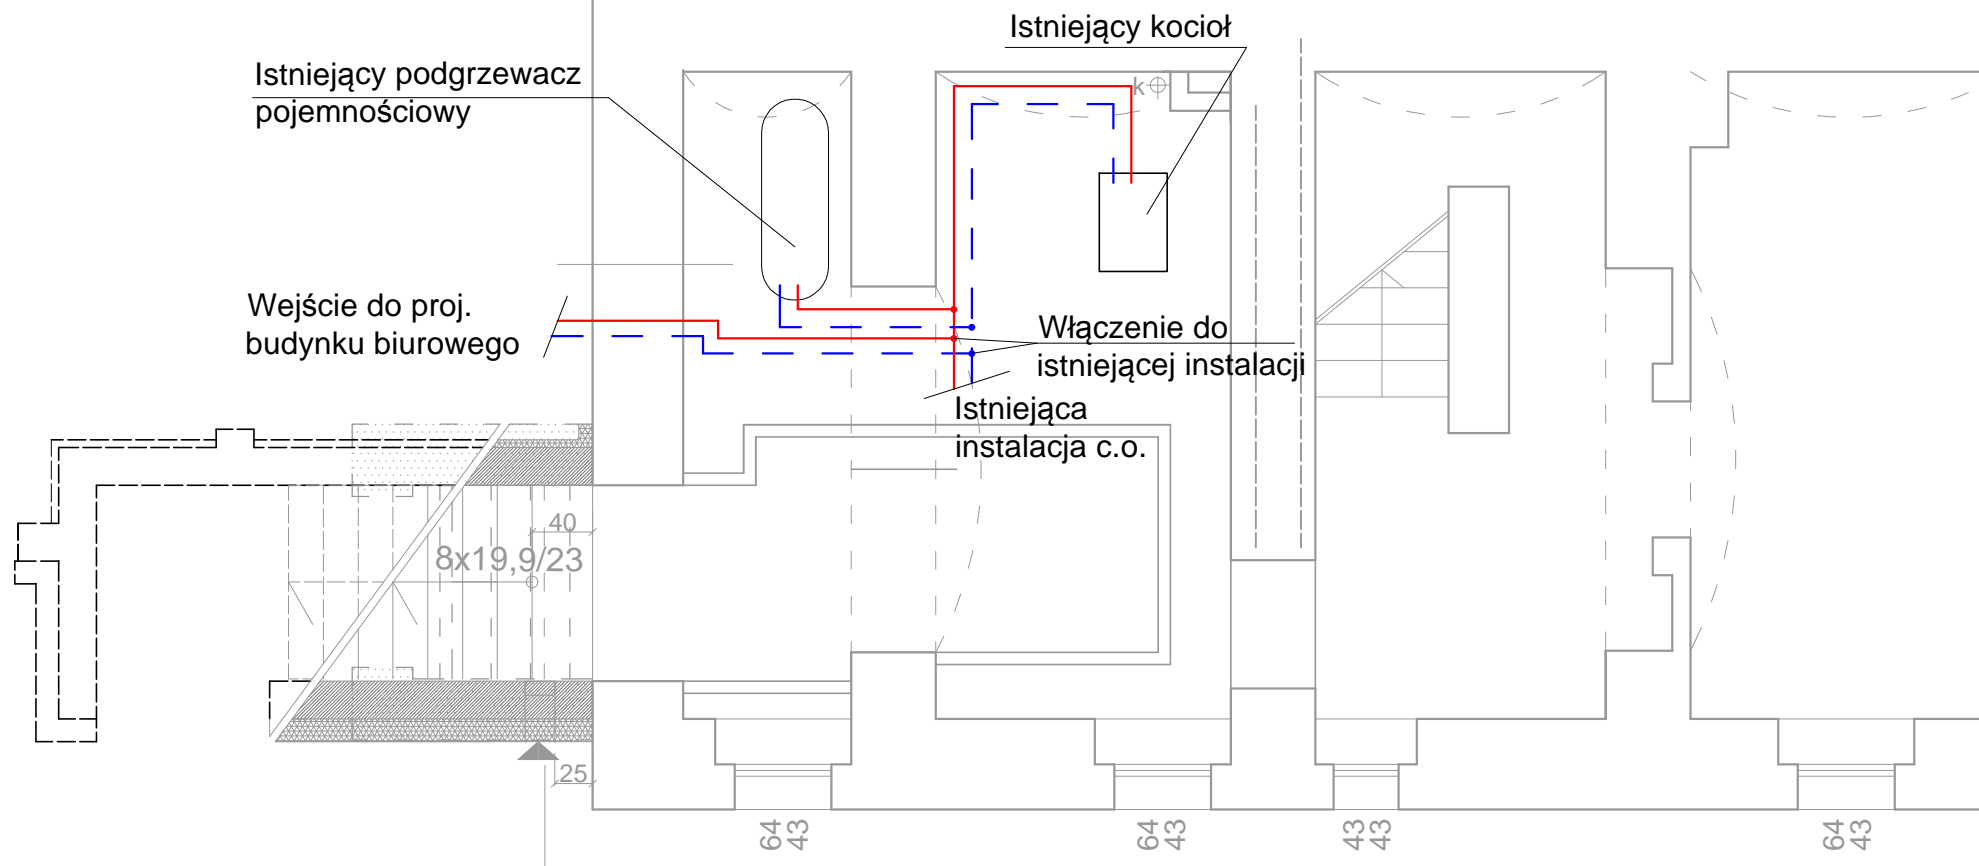 Istniejący kocioł
Istniejący podgrzewacz
pojemnościowy
k
Wejście do proj.
budynku biurowego
Włączenie do
istniejącej instalacji
Istniejąca
instalacja c.o.
40
8x19,9/23
25
64
43
64
43
43
43
64
43